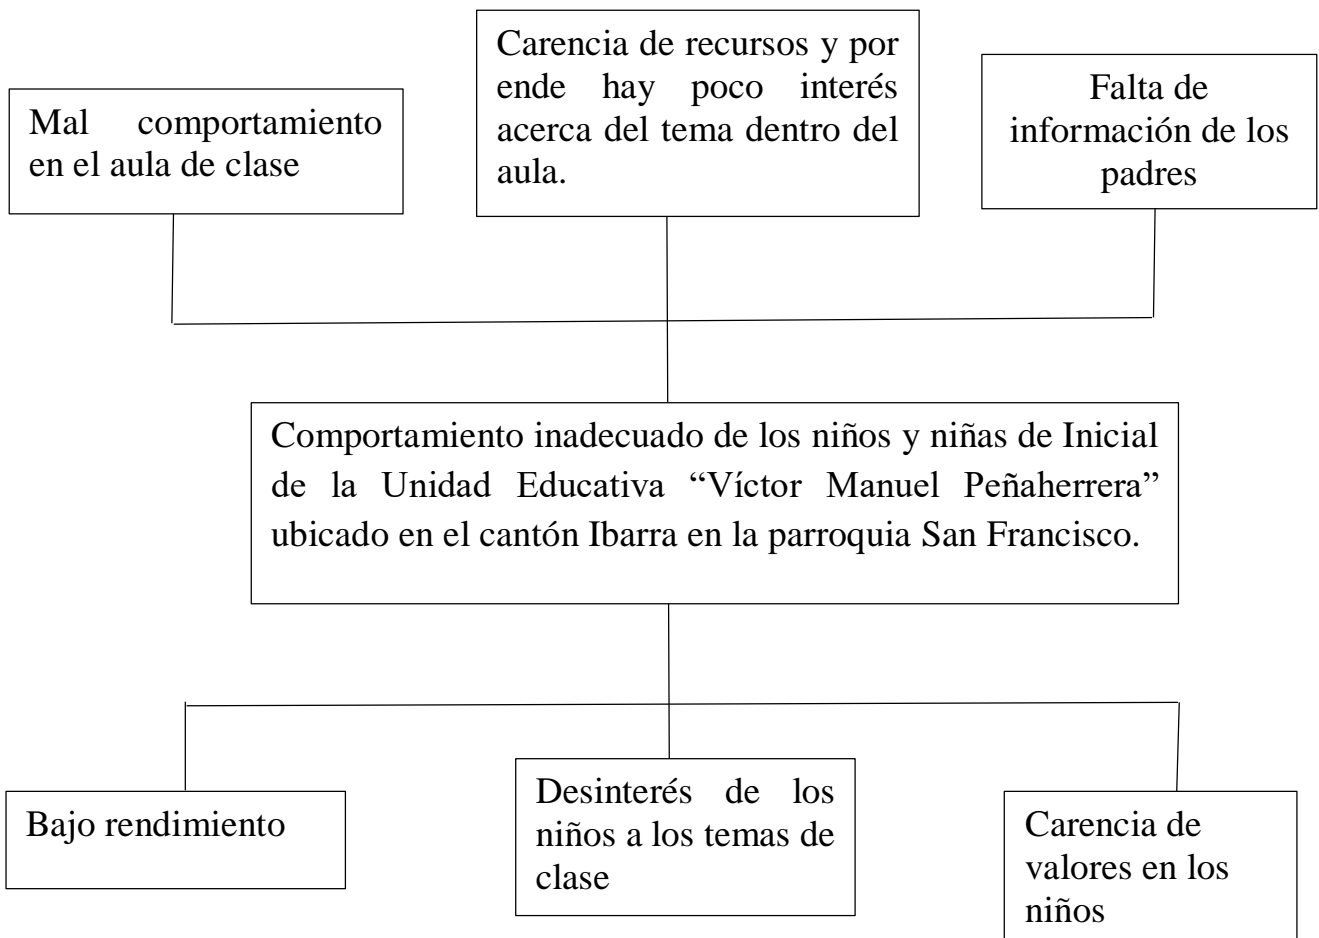 Mal comportamiento
en el aula de clase
Carencia de recursos y por
ende hay poco interés
acerca del tema dentro del
aula.
Falta de
información de los
padres
Comportamiento inadecuado de los niños y niñas de Inicial
de la Unidad Educativa “Víctor Manuel Peñaherrera”
ubicado en el cantón Ibarra en la parroquia San Francisco.
Bajo rendimiento
Desinterés de los
niños a los temas de
clase
Carencia de
valores en los
niños